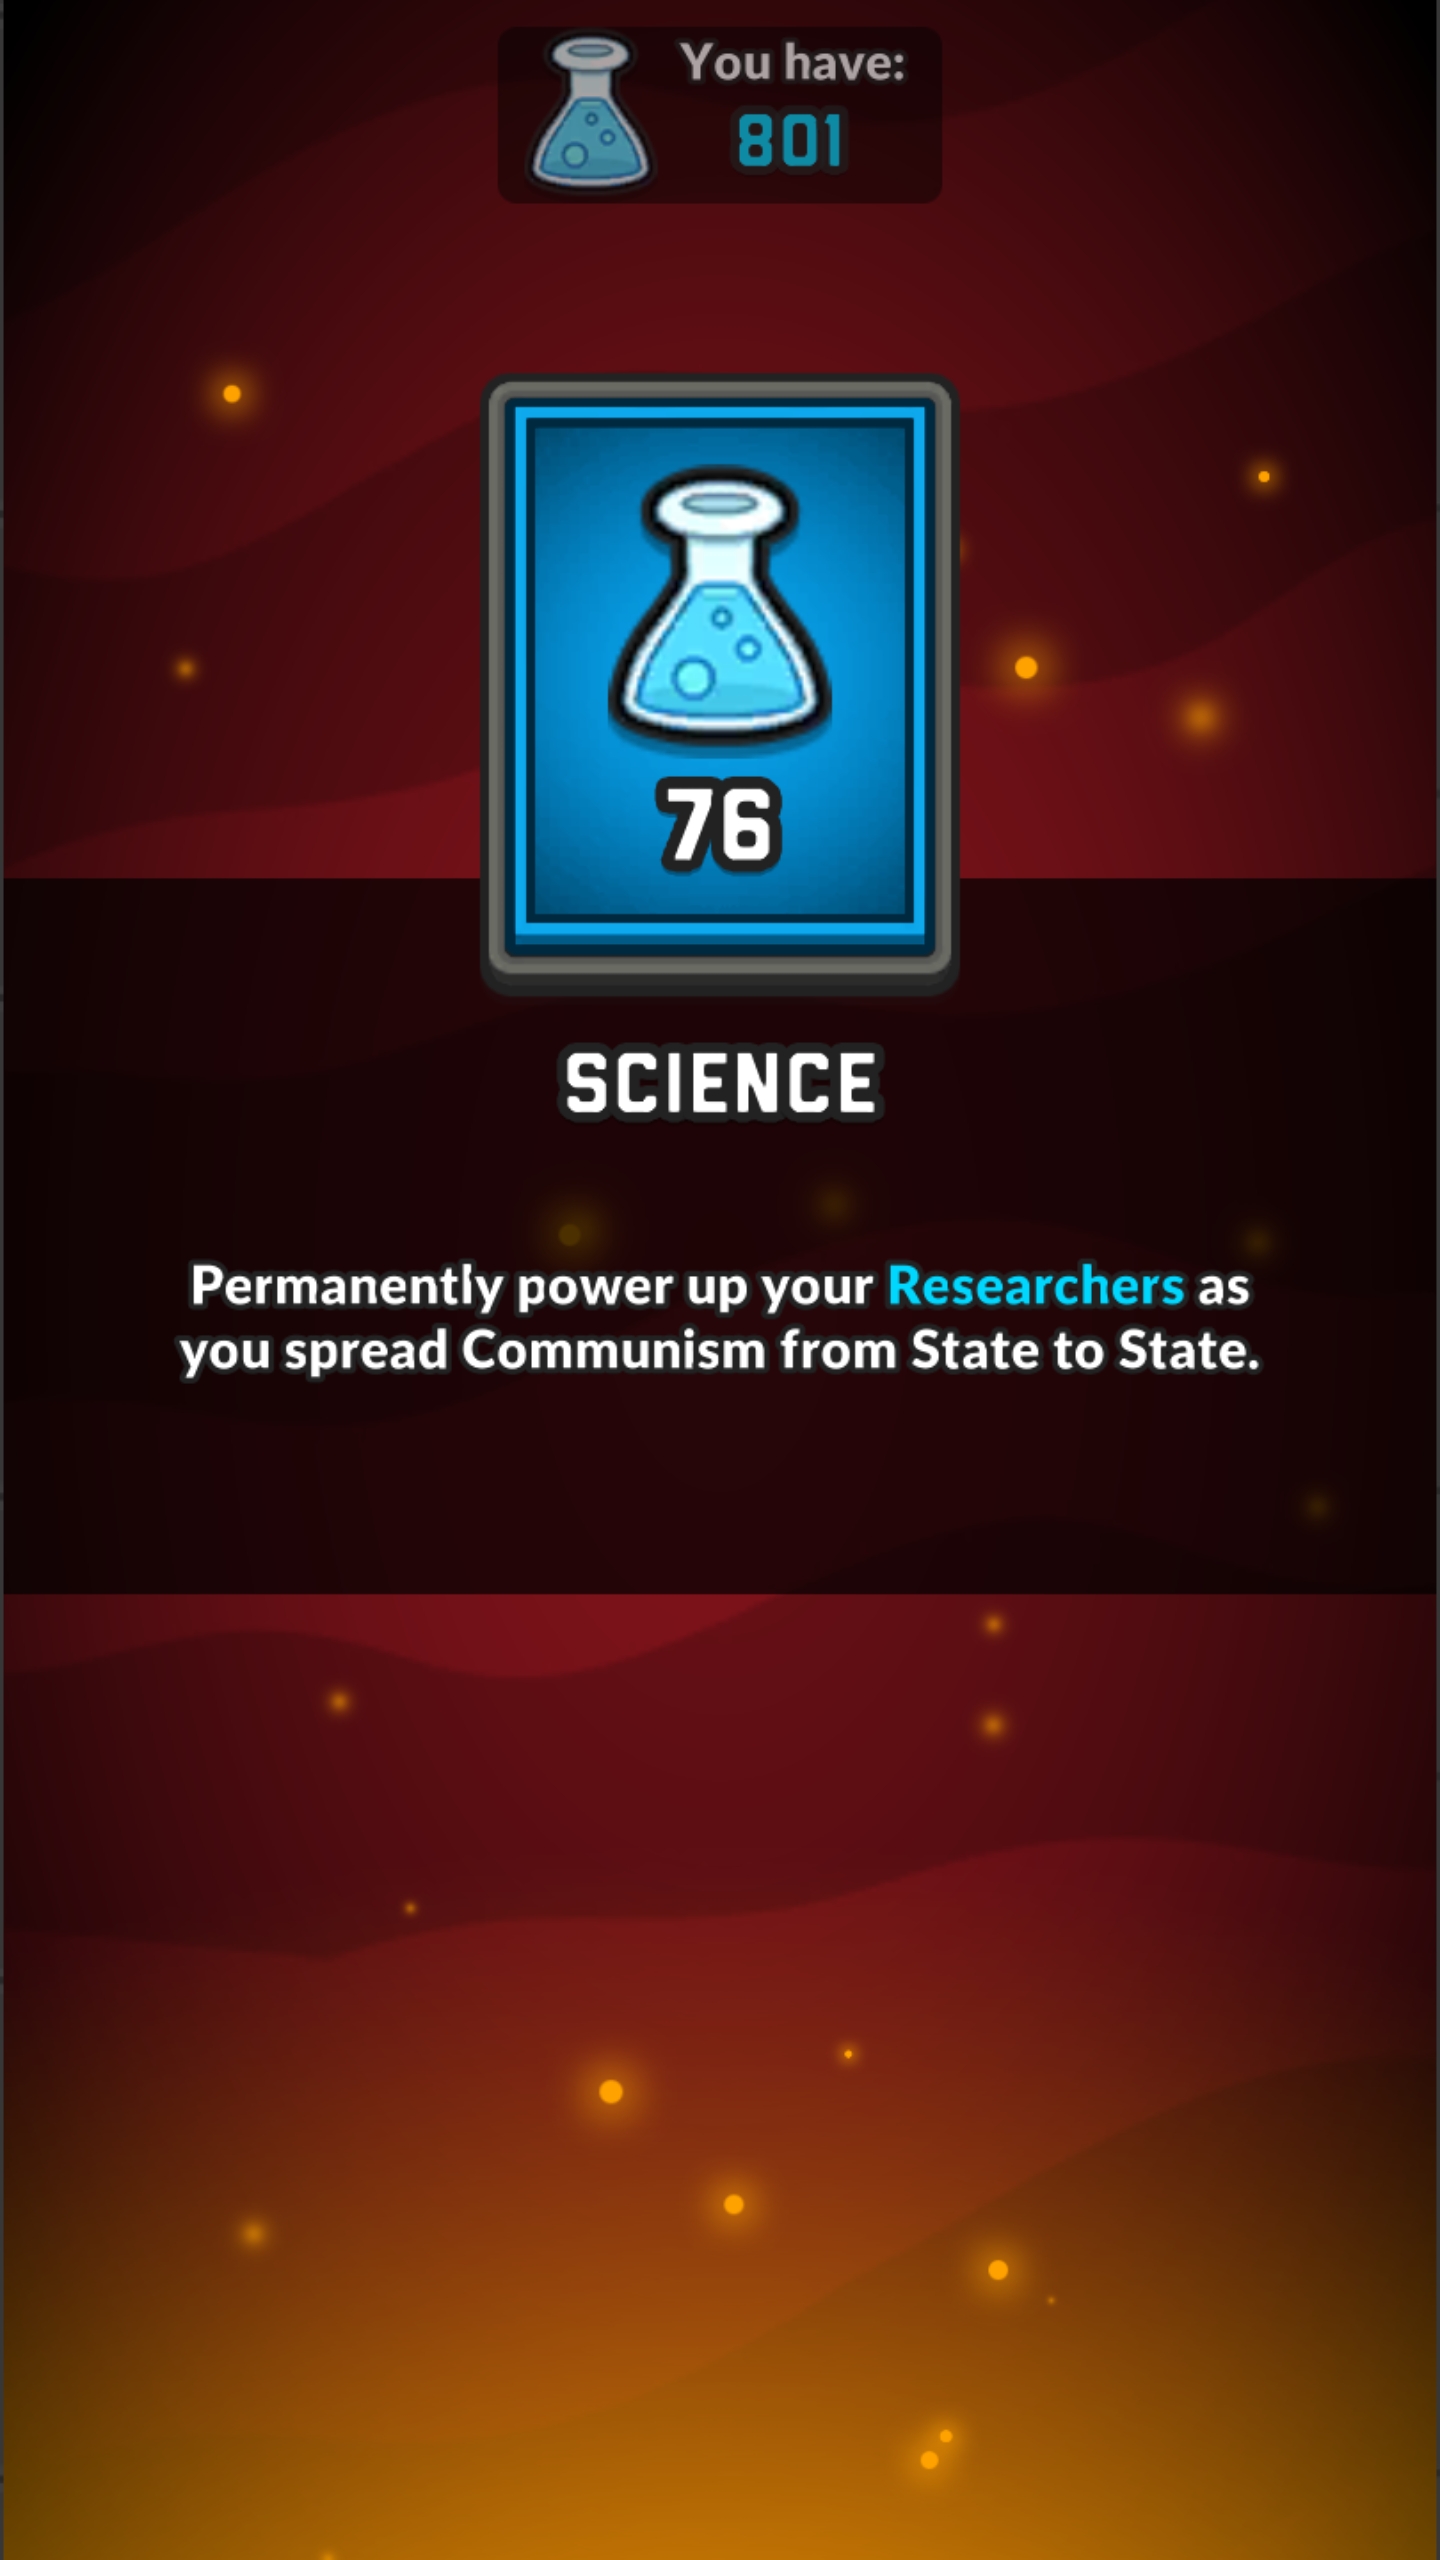 You have:
801
76
SCIENCE
Permanently power up your Researchers as
you spread Communism from State to State.